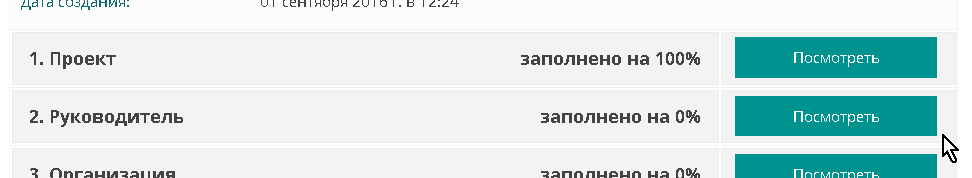 Дата создания: 01 сентября 2016 г. в 12:24
1. Проект заполнено на 100% Посмотреть
2. Руководитель заполнено на 0% Посмотреть
3. Организация заполнено на 0% Посмотреть